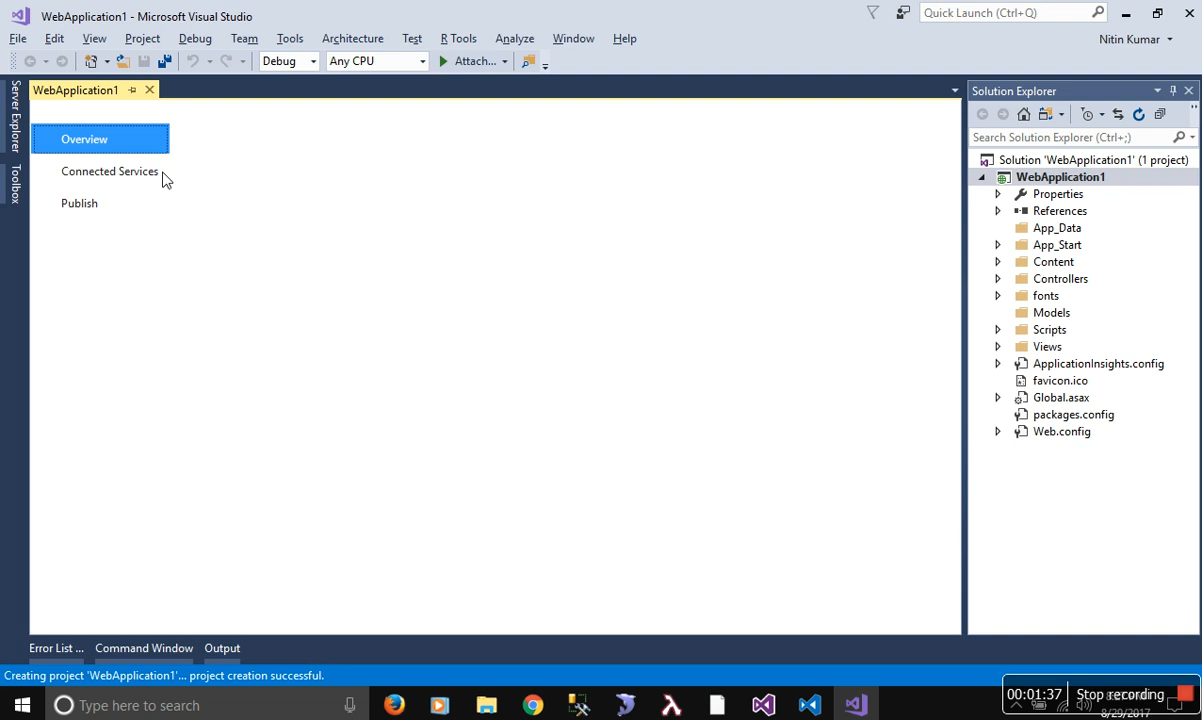 WebApplication1 - Microsoft Visual Studio
Quick Launch (Ctrl+Q)
File Edit View Project Debug Team Tools Architecture Test R Tools Analyze Window Help
Nitin Kumar
Debug Any CPU Attach...
Server Explorer
Toolbox
WebApplication1
Overview
Connected Services
Publish
Solution Explorer
Search Solution Explorer (Ctrl+;)
Solution 'WebApplication1' (1 project)
WebApplication1
Properties
References
App_Data
App_Start
Content
Controllers
fonts
Models
Scripts
Views
ApplicationInsights.config
favicon.ico
Global.asax
packages.config
Web.config
Error List ... Command Window Output
Creating project 'WebApplication1'... project creation successful.
Type here to search
00:01:37 Stop recording
8/29/2017